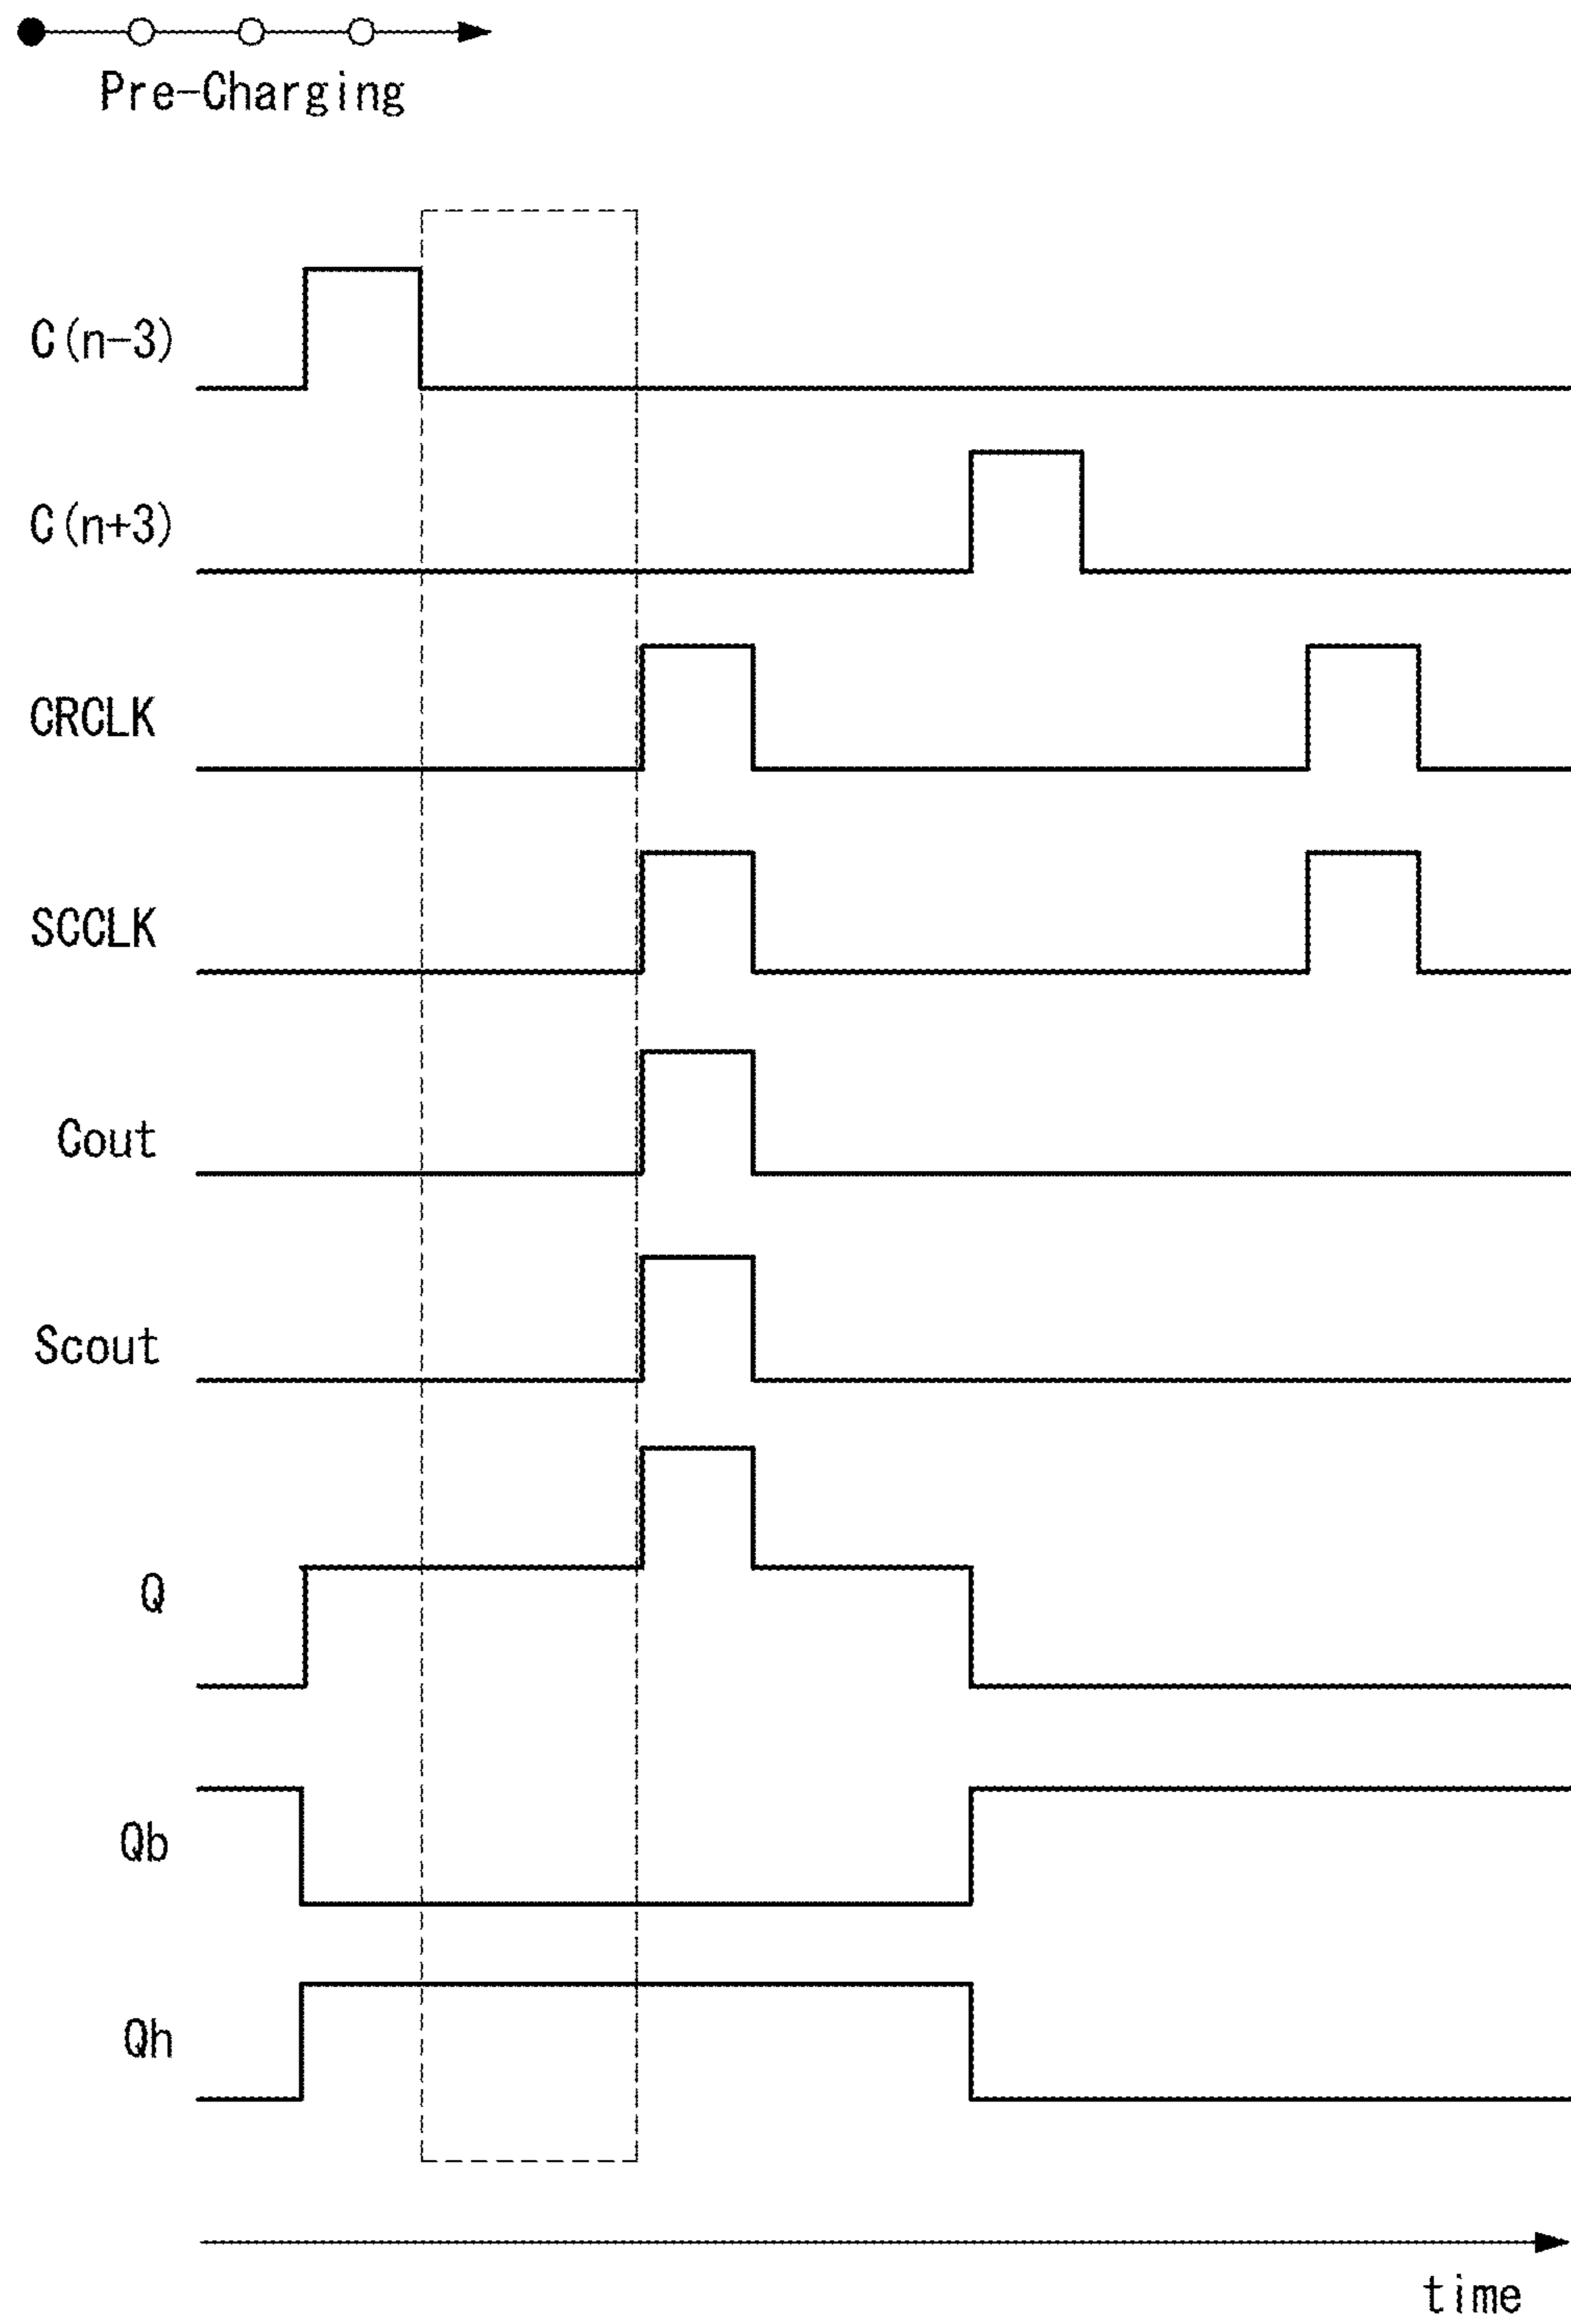 Pre-Charging
C(n-3)
C(n+3)
CRCLK
SCCLK
Cout
Scout
Q
Qb
Qh
time